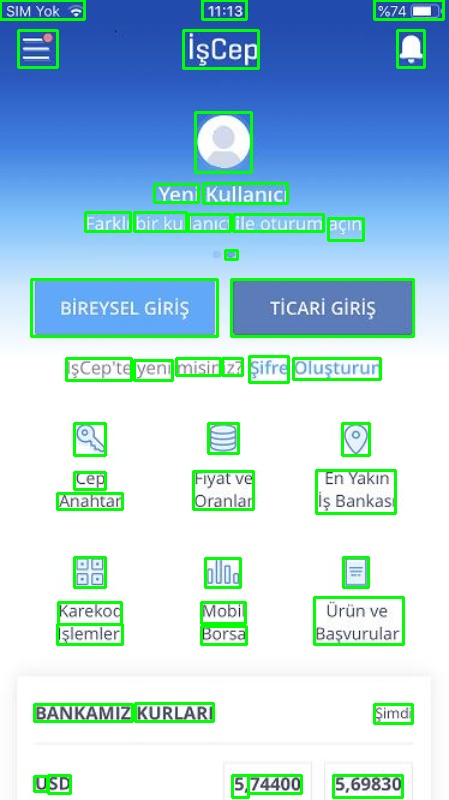 SIM Yok 11:13 %74
İşCep
Yeni Kullanıcı
Farklı bir kullanıcı ile oturum açın
BİREYSEL GİRİŞ TİCARİ GİRİŞ
İşCep'te yeni misiniz? Şifre Oluşturun
Cep Anahtar
Fiyat ve Oranlar
En Yakın İş Bankası
Karekod İşlemler
Mobil Borsa
Ürün ve Başvurular
BANKAMIZ KURLARI Şimdi
USD 5,74400 5,69830